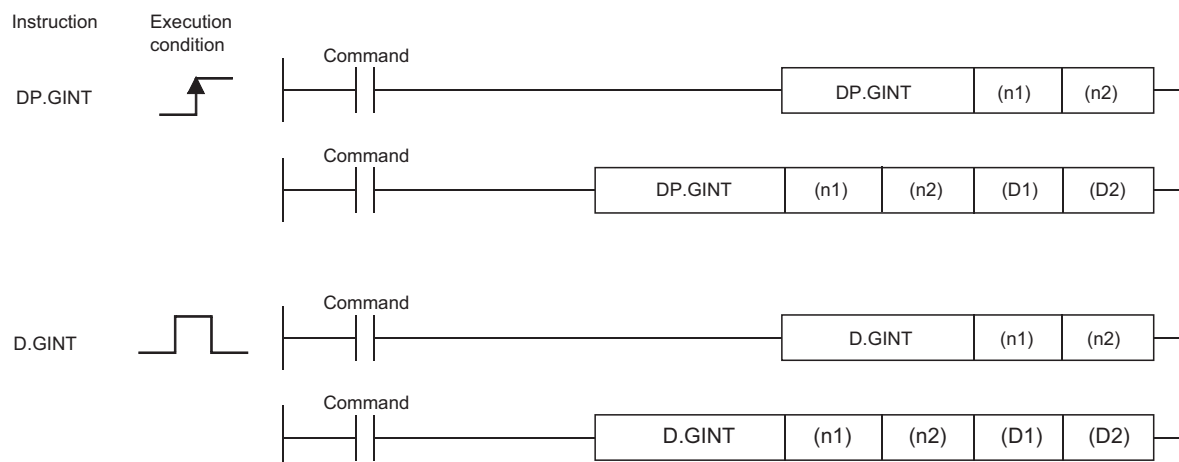 Instruction Execution condition
Command
DP.GINT DP.GINT (n1) (n2)
Command
DP.GINT (n1) (n2) (D1) (D2)
Command
D.GINT D.GINT (n1) (n2)
Command
D.GINT (n1) (n2) (D1) (D2)